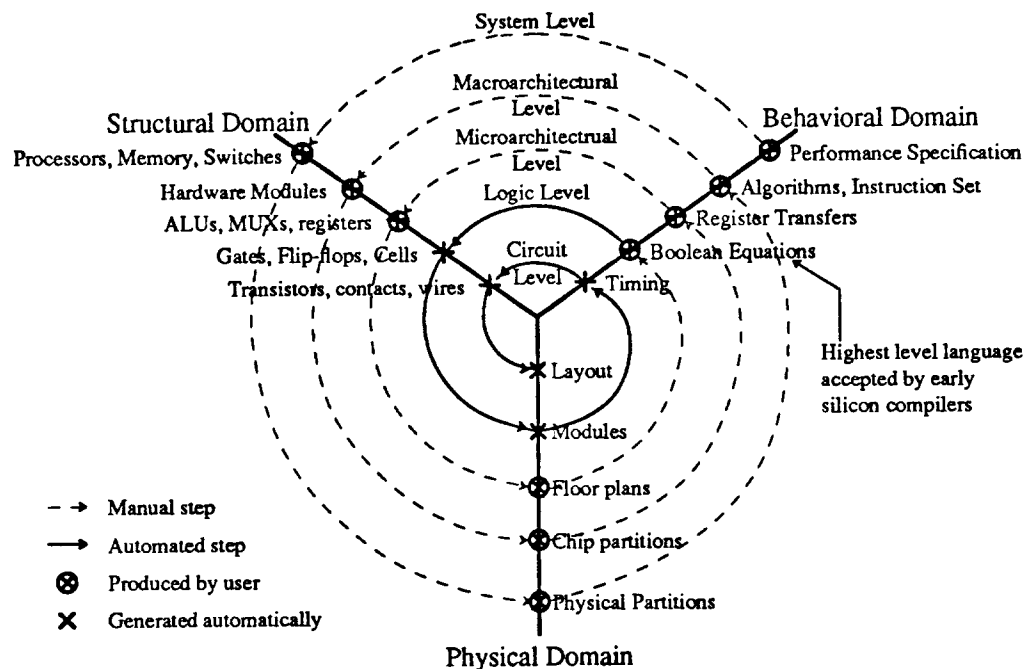 System Level
Macroarchitectural
Level
Structural Domain
Behavioral Domain
Microarchitectrual
Level
Processors, Memory, Switches
Performance Specification
Hardware Modules
Logic Level
Algorithms, Instruction Set
ALUs, MUXs, registers
Register Transfers
Gates, Flip-flops, Cells
Circuit
Level
Boolean Equations
Transistors, contacts, wires
Timing
Highest level language
accepted by early
silicon compilers
Layout
Modules
Floor plans
Chip partitions
Physical Partitions
Manual step
Automated step
Produced by user
Generated automatically
Physical Domain